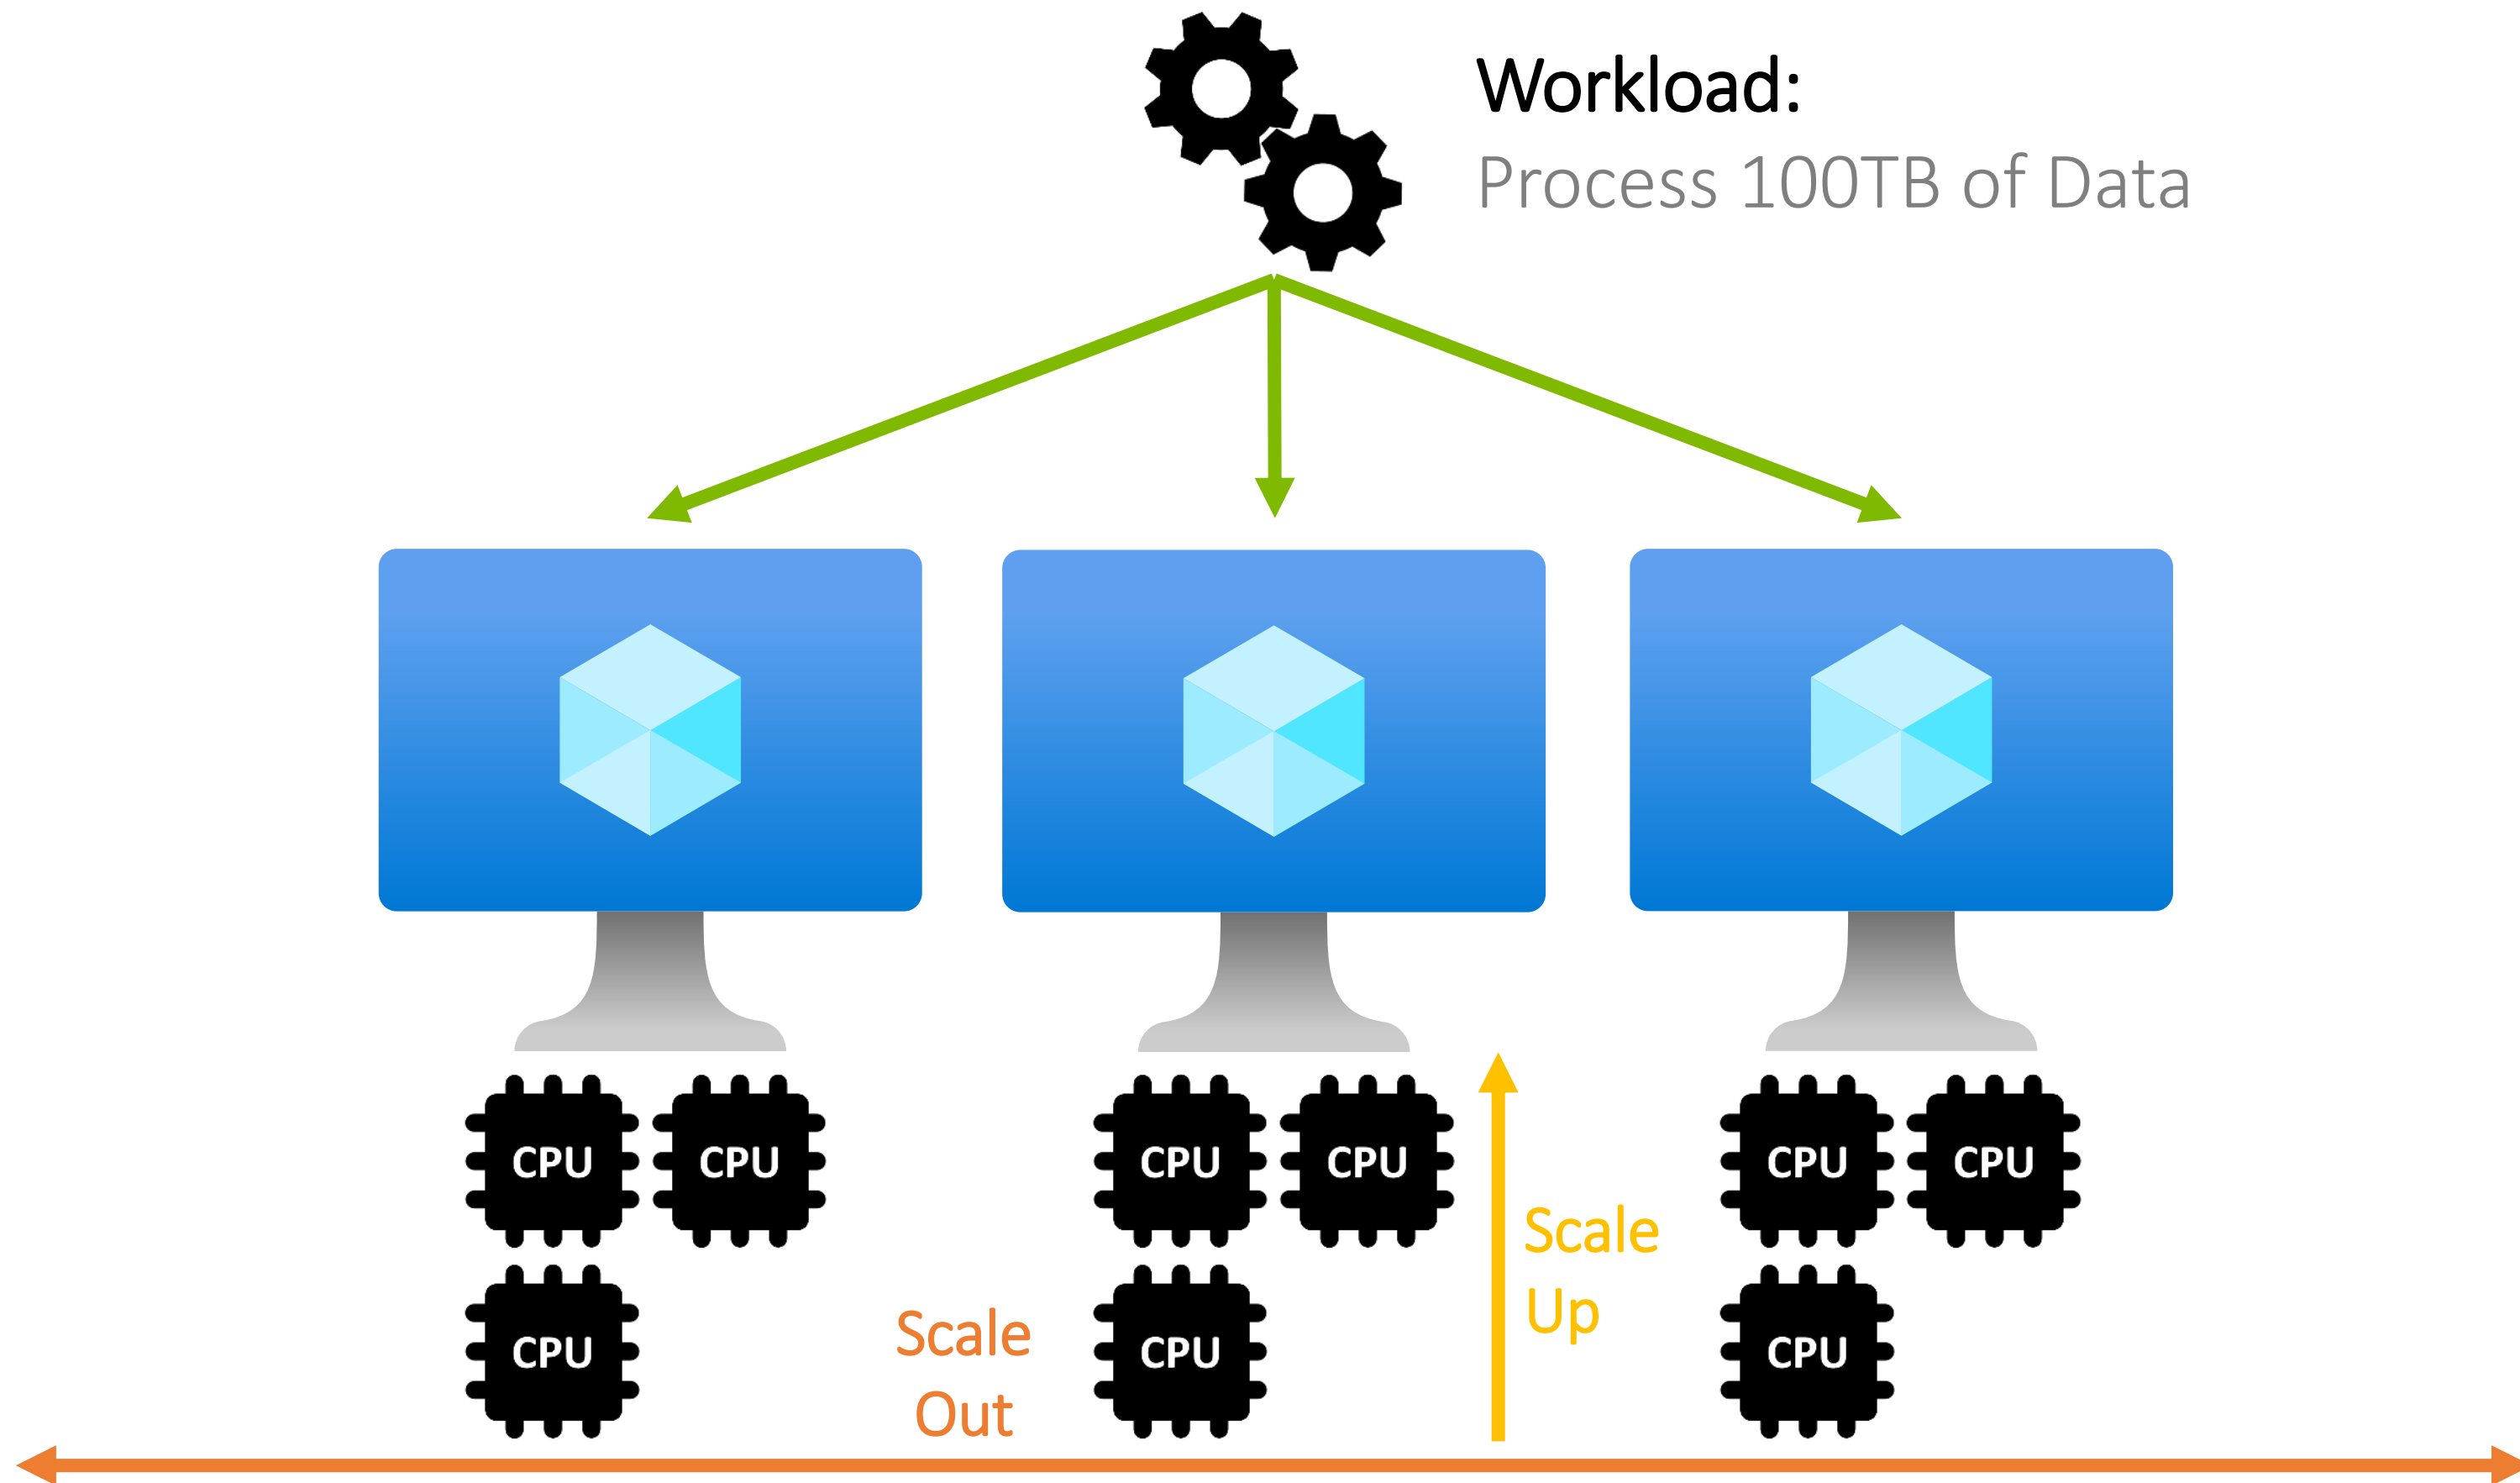 Workload:
Process 100TB of Data
CPU CPU
CPU CPU
CPU CPU
Scale
Up
CPU
CPU
CPU
Scale
Out